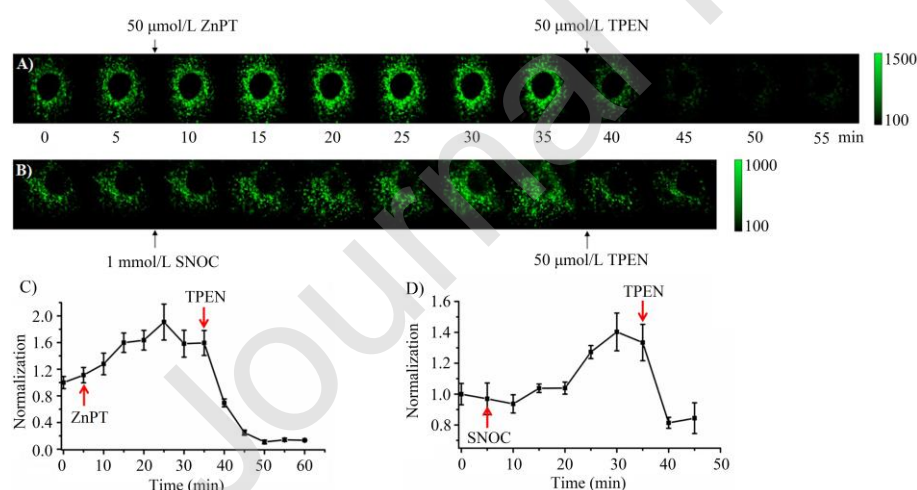 50 μmol/L ZnPT
50 μmol/L TPEN
A)
1500
100
0 5 10 15 20 25 30 35 40 45 50 55 min
B)
1000
100
1 mmol/L SNOC
50 μmol/L TPEN
C)
TPEN
2.0
1.6
1.2
0.8
0.4
0.0
Normalization
ZnPT
0 10 20 30 40 50 60
Time (min)
D)
TPEN
1.6
1.4
1.2
1.0
0.8
Normalization
SNOC
0 10 20 30 40 50
Time (min)
Journal